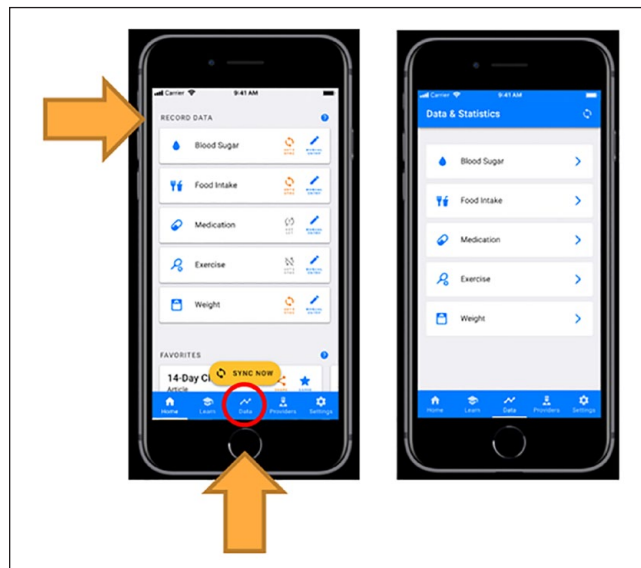 Carrier 9:41 AM
RECORD DATA
Blood Sugar
Food Intake
Medication
Exercise
Weight
FAVORITES
14-Day
SYNC NOW
Article
Home Learn Data Providers Settings
Carrier 9:41 AM
Data & Statistics
Blood Sugar
Food Intake
Medication
Exercise
Weight
Home Learn Data Providers Settings